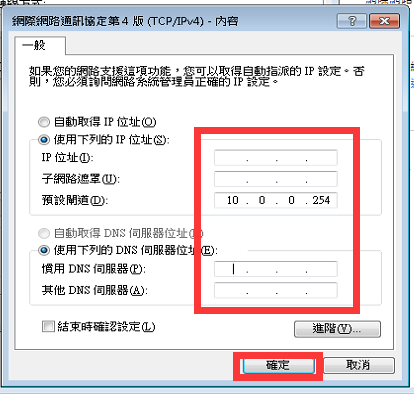 網際網路通訊協定第 4 版 (TCP/IPv4) - 內容
一般
如果您的網路支援這項功能，您可以取得自動指派的 IP 設定。否
則，您必須詢問網路系統管理員正確的 IP 設定。
自動取得 IP 位址(O)
使用下列的 IP 位址(S):
IP 位址(I):
子網路遮罩(U):
預設閘道(D): 10 . 0 . 0 . 254
自動取得 DNS 伺服器位址
使用下列的 DNS 伺服器位址(E):
慣用 DNS 伺服器(P):
其他 DNS 伺服器(A):
結束時確認設定(L)
進階(V)...
確定 取消